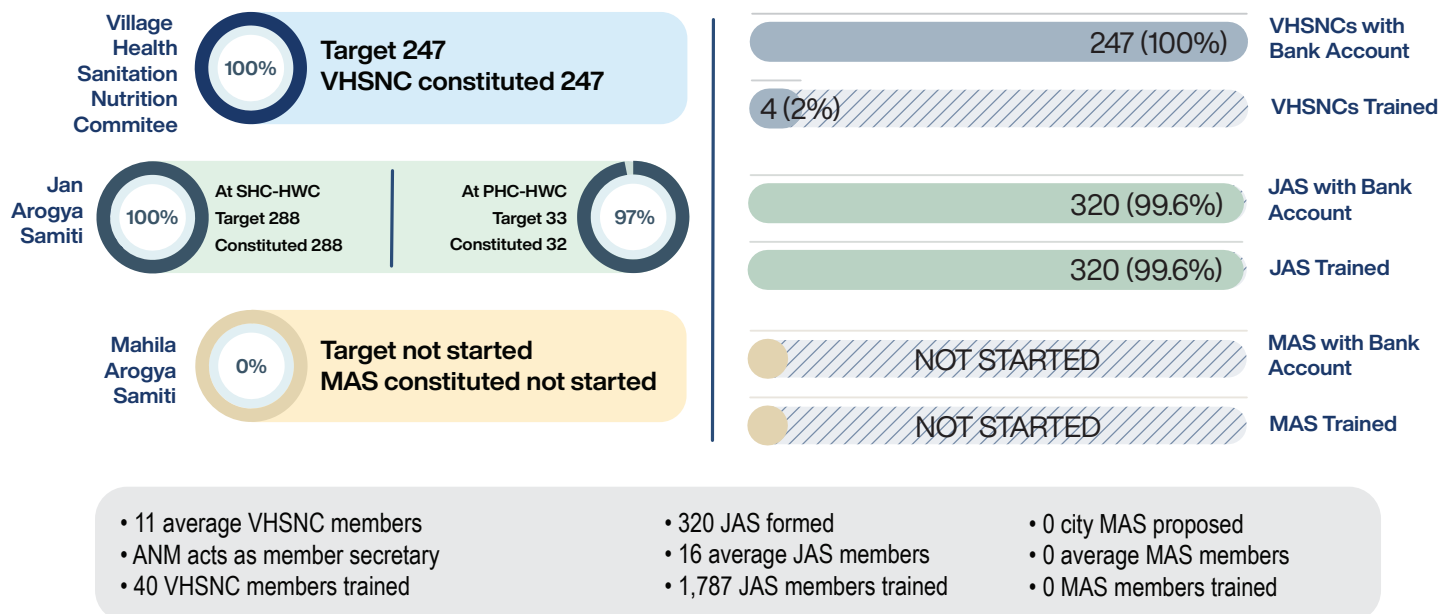 Village
Health
Sanitation
Nutrition
Commitee
100%
Target 247
VHSNC constituted 247
Jan
Arogya
Samiti
100%
At SHC-HWC
Target 288
Constituted 288
At PHC-HWC
Target 33
Constituted 32
97%
Mahila
Arogya
Samiti
0%
Target not started
MAS constituted not started
247 (100%)
VHSNCs with
Bank Account
4 (2%)
VHSNCs Trained
320 (99.6%)
JAS with Bank
Account
320 (99.6%)
JAS Trained
NOT STARTED
MAS with Bank
Account
NOT STARTED
MAS Trained
• 11 average VHSNC members
• ANM acts as member secretary
• 40 VHSNC members trained
• 320 JAS formed
• 16 average JAS members
• 1,787 JAS members trained
• 0 city MAS proposed
• 0 average MAS members
• 0 MAS members trained